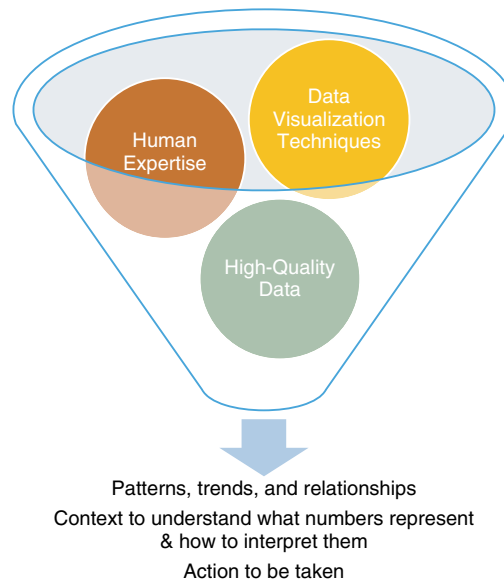 Human
Expertise
Data
Visualization
Techniques
High-Quality
Data
Patterns, trends, and relationships
Context to understand what numbers represent
& how to interpret them
Action to be taken